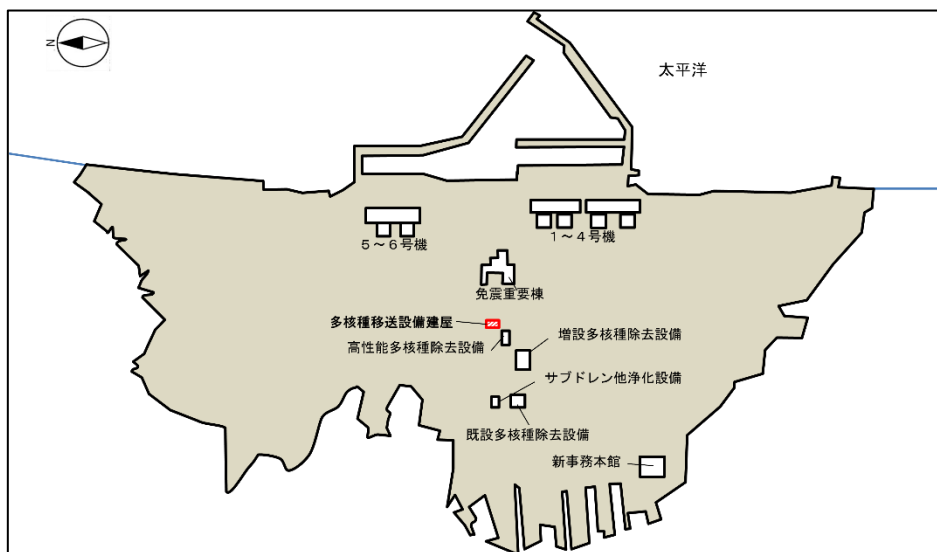 N
太平洋
5～6号機
1～4号機
免震重要棟
多核種移送設備建屋
高性能多核種除去設備
増設多核種除去設備
サブドレン他浄化設備
既設多核種除去設備
新事務本館